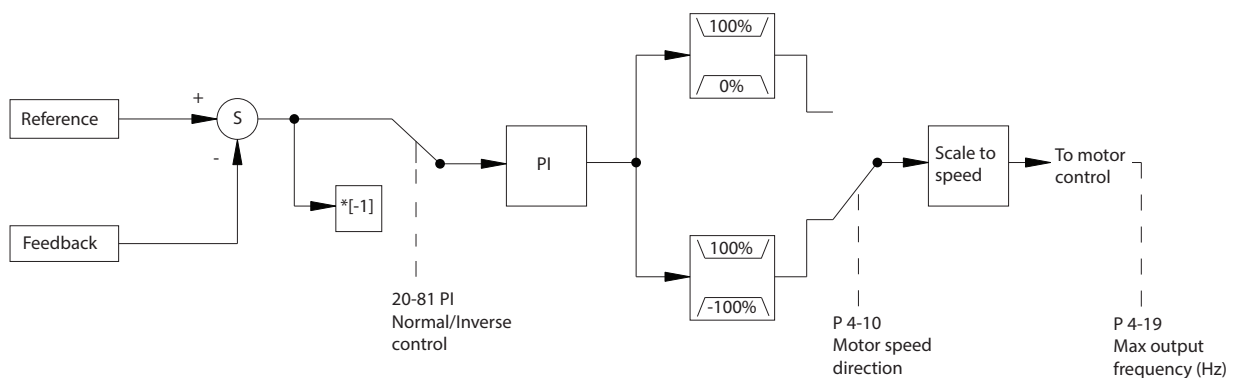 100%
0%
Reference
+
S
-
*[-1]
Feedback
PI
Scale to
speed
To motor
control
100%
-100%
20-81 PI
Normal/Inverse
control
P 4-10
Motor speed
direction
P 4-19
Max output
frequency (Hz)